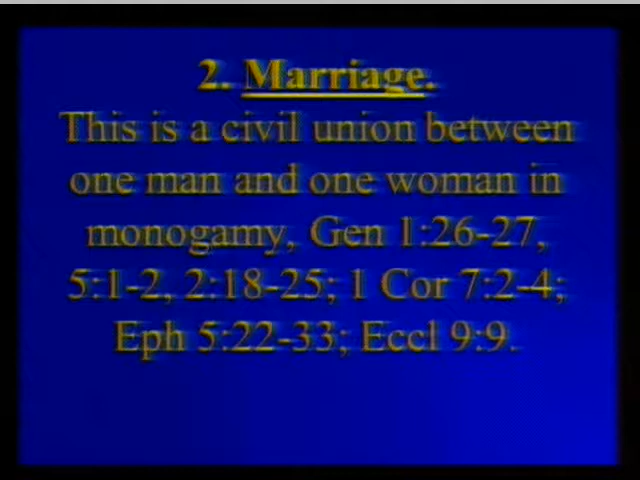 2. Marriage.
This is a civil union between
one man and one woman in
monogamy, Gen 1:26-27,
5:1-2, 2:18-25; 1 Cor 7:2-4;
Eph 5:22-33; Eccl 9:9.